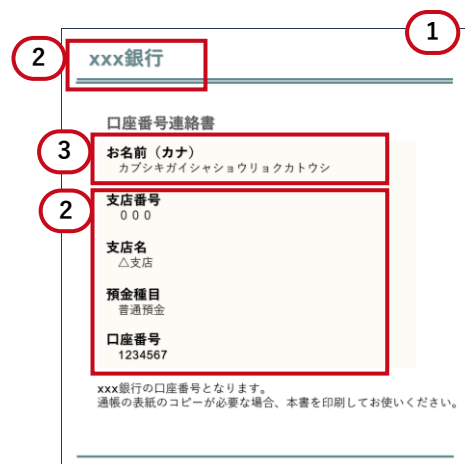 1
2
xxx銀行
口座番号連絡書
3
お名前（カナ）
カブシキガイシャショウリョクカトウシ
2
支店番号
000
支店名
△支店
預金種目
普通預金
口座番号
1234567
xxx銀行の口座番号となります。
通帳の表紙のコピーが必要な場合、本書を印刷してお使いください。